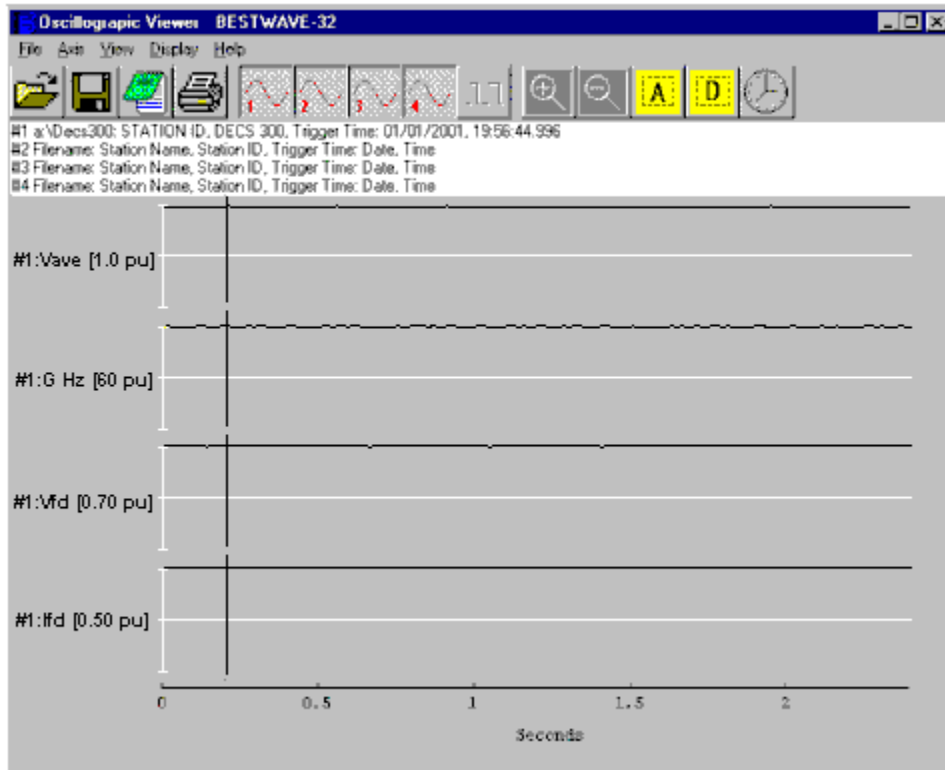 Oscillograpic Viewer BESTWAVE-32
File Axis View Display Help
1 2 3 4 A D
#1 a:\Decs300: STATION ID, DECS 300, Trigger Time: 01/01/2001, 19:56:44.996
#2 Filename: Station Name, Station ID, Trigger Time: Date, Time
#3 Filename: Station Name, Station ID, Trigger Time: Date, Time
#4 Filename: Station Name, Station ID, Trigger Time: Date, Time
#1:Vave [1.0 pu]
#1:G Hz [60 pu]
#1:Vfd [0.70 pu]
#1:Ifd [0.50 pu]
0 0.5 1 1.5 2
Seconds